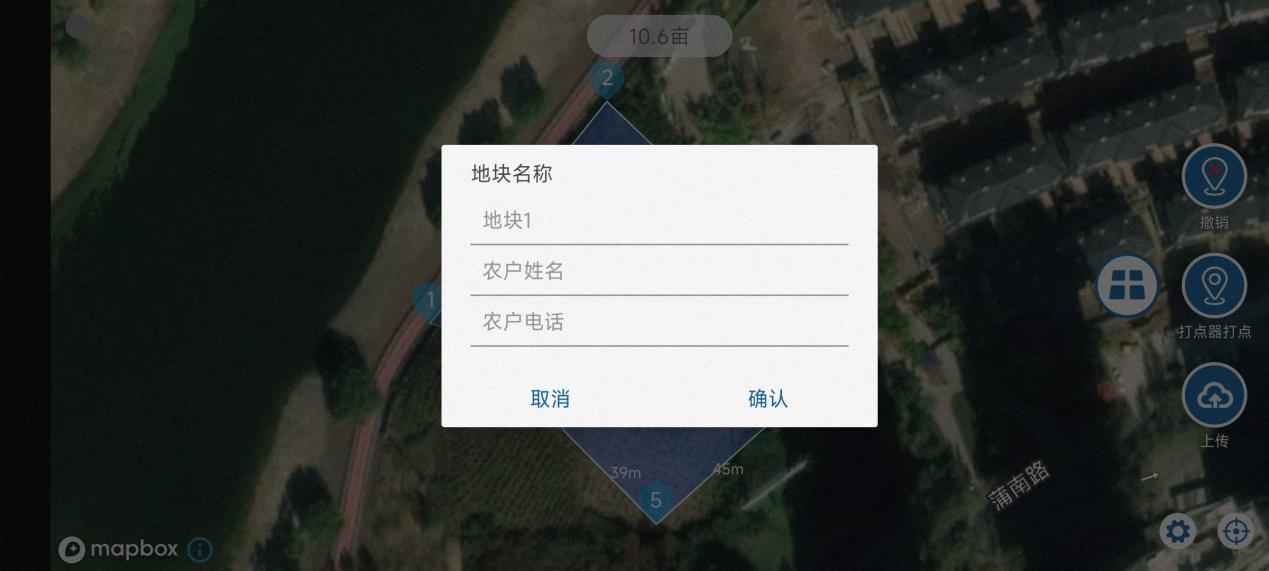 10.6亩
2
地块名称
地块1
农户姓名
农户电话
取消
确认
1
撤销
打点器打点
上传
39m
45m
5
蒲南路
mapbox